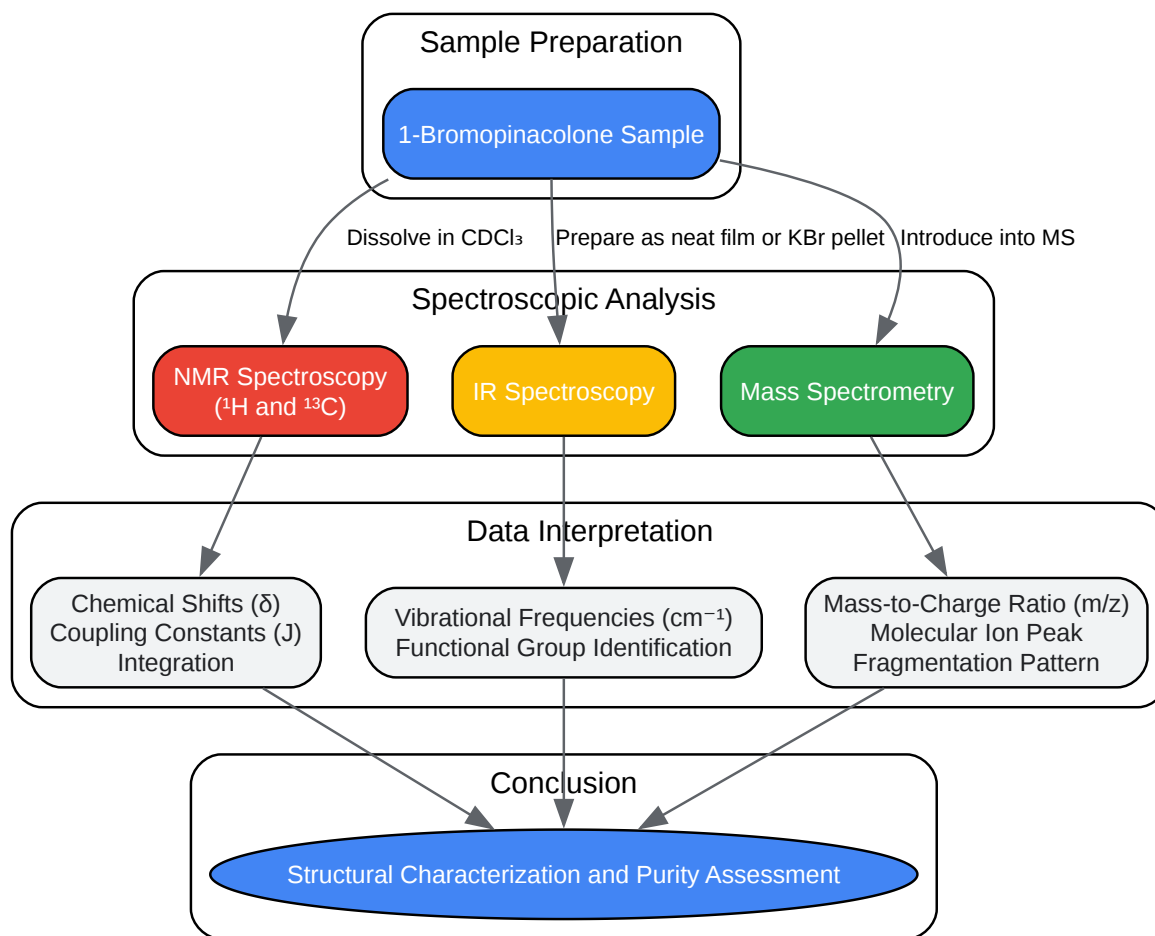 Sample Preparation
1-Bromopinacolone Sample
Dissolve in CDCl₃
Prepare as neat film or KBr pellet
Introduce into MS
Spectroscopic Analysis
NMR Spectroscopy
(¹H and ¹³C)
IR Spectroscopy
Mass Spectrometry
Data Interpretation
Chemical Shifts (δ)
Coupling Constants (J)
Integration
Vibrational Frequencies (cm⁻¹)
Functional Group Identification
Mass-to-Charge Ratio (m/z)
Molecular Ion Peak
Fragmentation Pattern
Conclusion
Structural Characterization and Purity Assessment